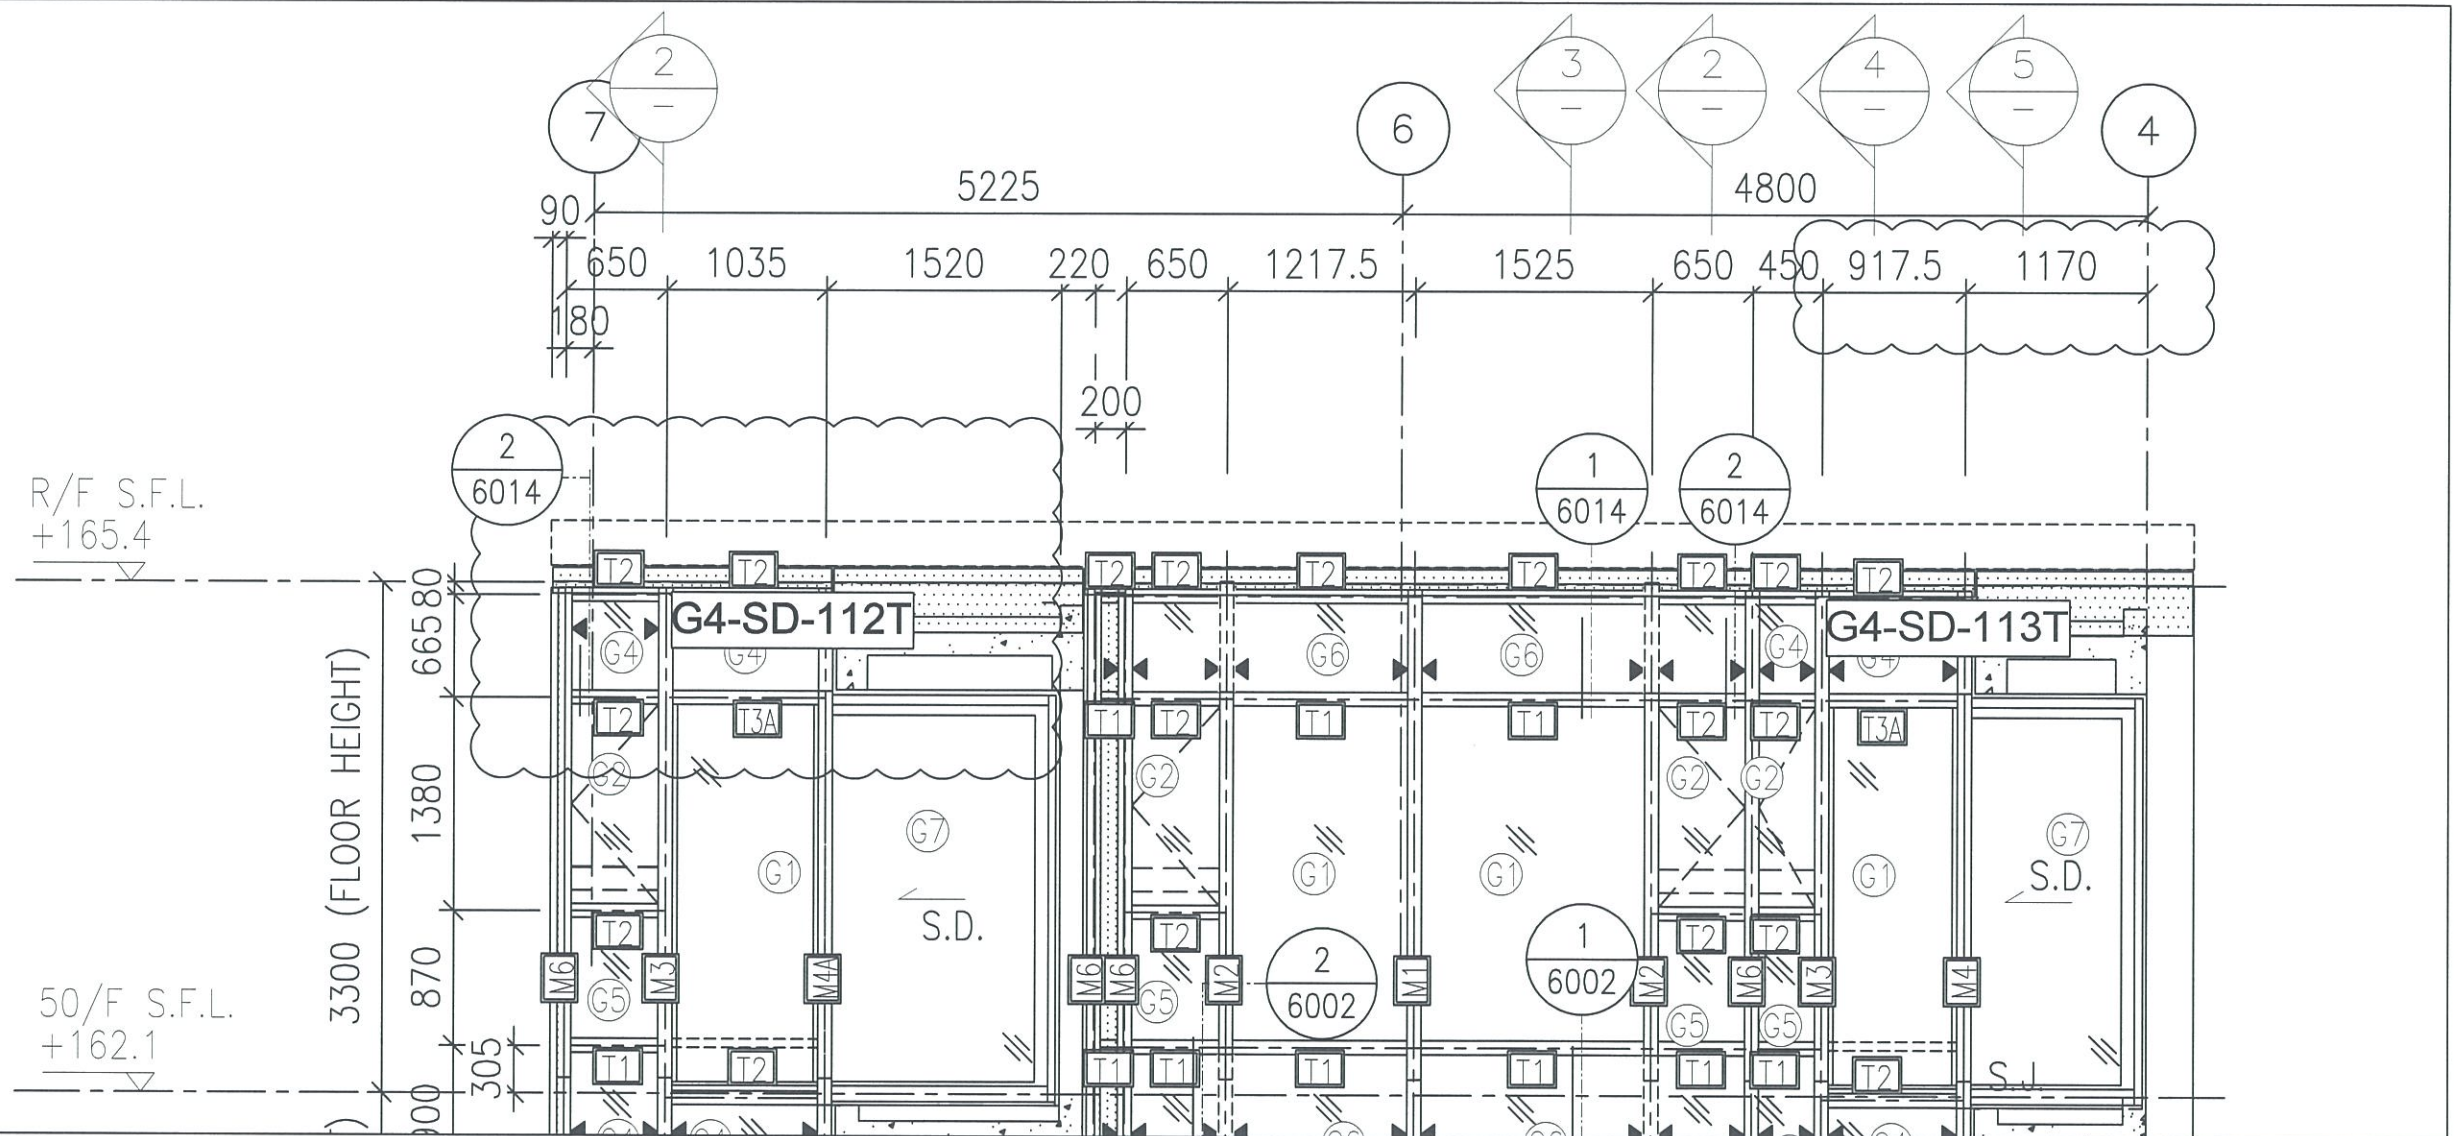 2
–
3
–
2
–
4
–
5
–
7
6
4
5225
4800
90
650
1035
1520
220
650
1217.5
1525
650
450
917.5
1170
180
200
2
6014
1
6014
2
6014
R/F S.F.L.
+165.4
T2
T2
T2
T2
T2
T2
T2
T2
T2
80
665
G4-SD-112T
G4-SD-113T
G4
G4
G6
G6
G4
G4
T2
T3A
T1
T2
T1
T1
T2
T2
T3A
3300 (FLOOR HEIGHT)
1380
G2
G2
G2
G2
G7
G7
G1
G1
G1
G1
S.D.
S.D.
T2
T2
T2
T2
870
M6
M3
M4A
M6
M6
M2
M1
M2
M6
M3
M4
2
6002
1
6002
G5
G5
G5
G5
50/F S.F.L.
+162.1
305
T1
T2
T1
T1
T1
T1
T1
T1
T2
S.J.